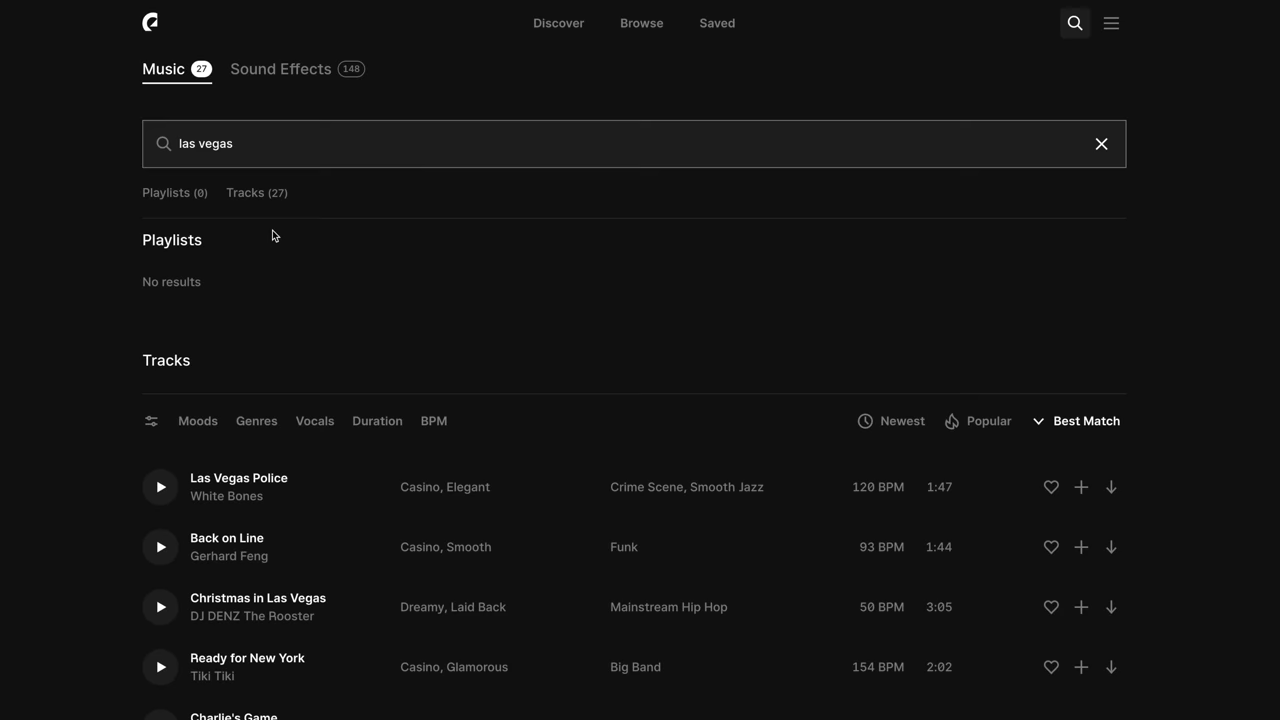 Discover Browse Saved
Music 27 Sound Effects 148
las vegas
Playlists (0) Tracks (27)
Playlists
No results
Tracks
Moods Genres Vocals Duration BPM Newest Popular Best Match
Las Vegas Police
White Bones
Casino, Elegant Crime Scene, Smooth Jazz 120 BPM 1:47
Back on Line
Gerhard Feng
Casino, Smooth Funk 93 BPM 1:44
Christmas in Las Vegas
DJ DENZ The Rooster
Dreamy, Laid Back Mainstream Hip Hop 50 BPM 3:05
Ready for New York
Tiki Tiki
Casino, Glamorous Big Band 154 BPM 2:02
Charlie's Game